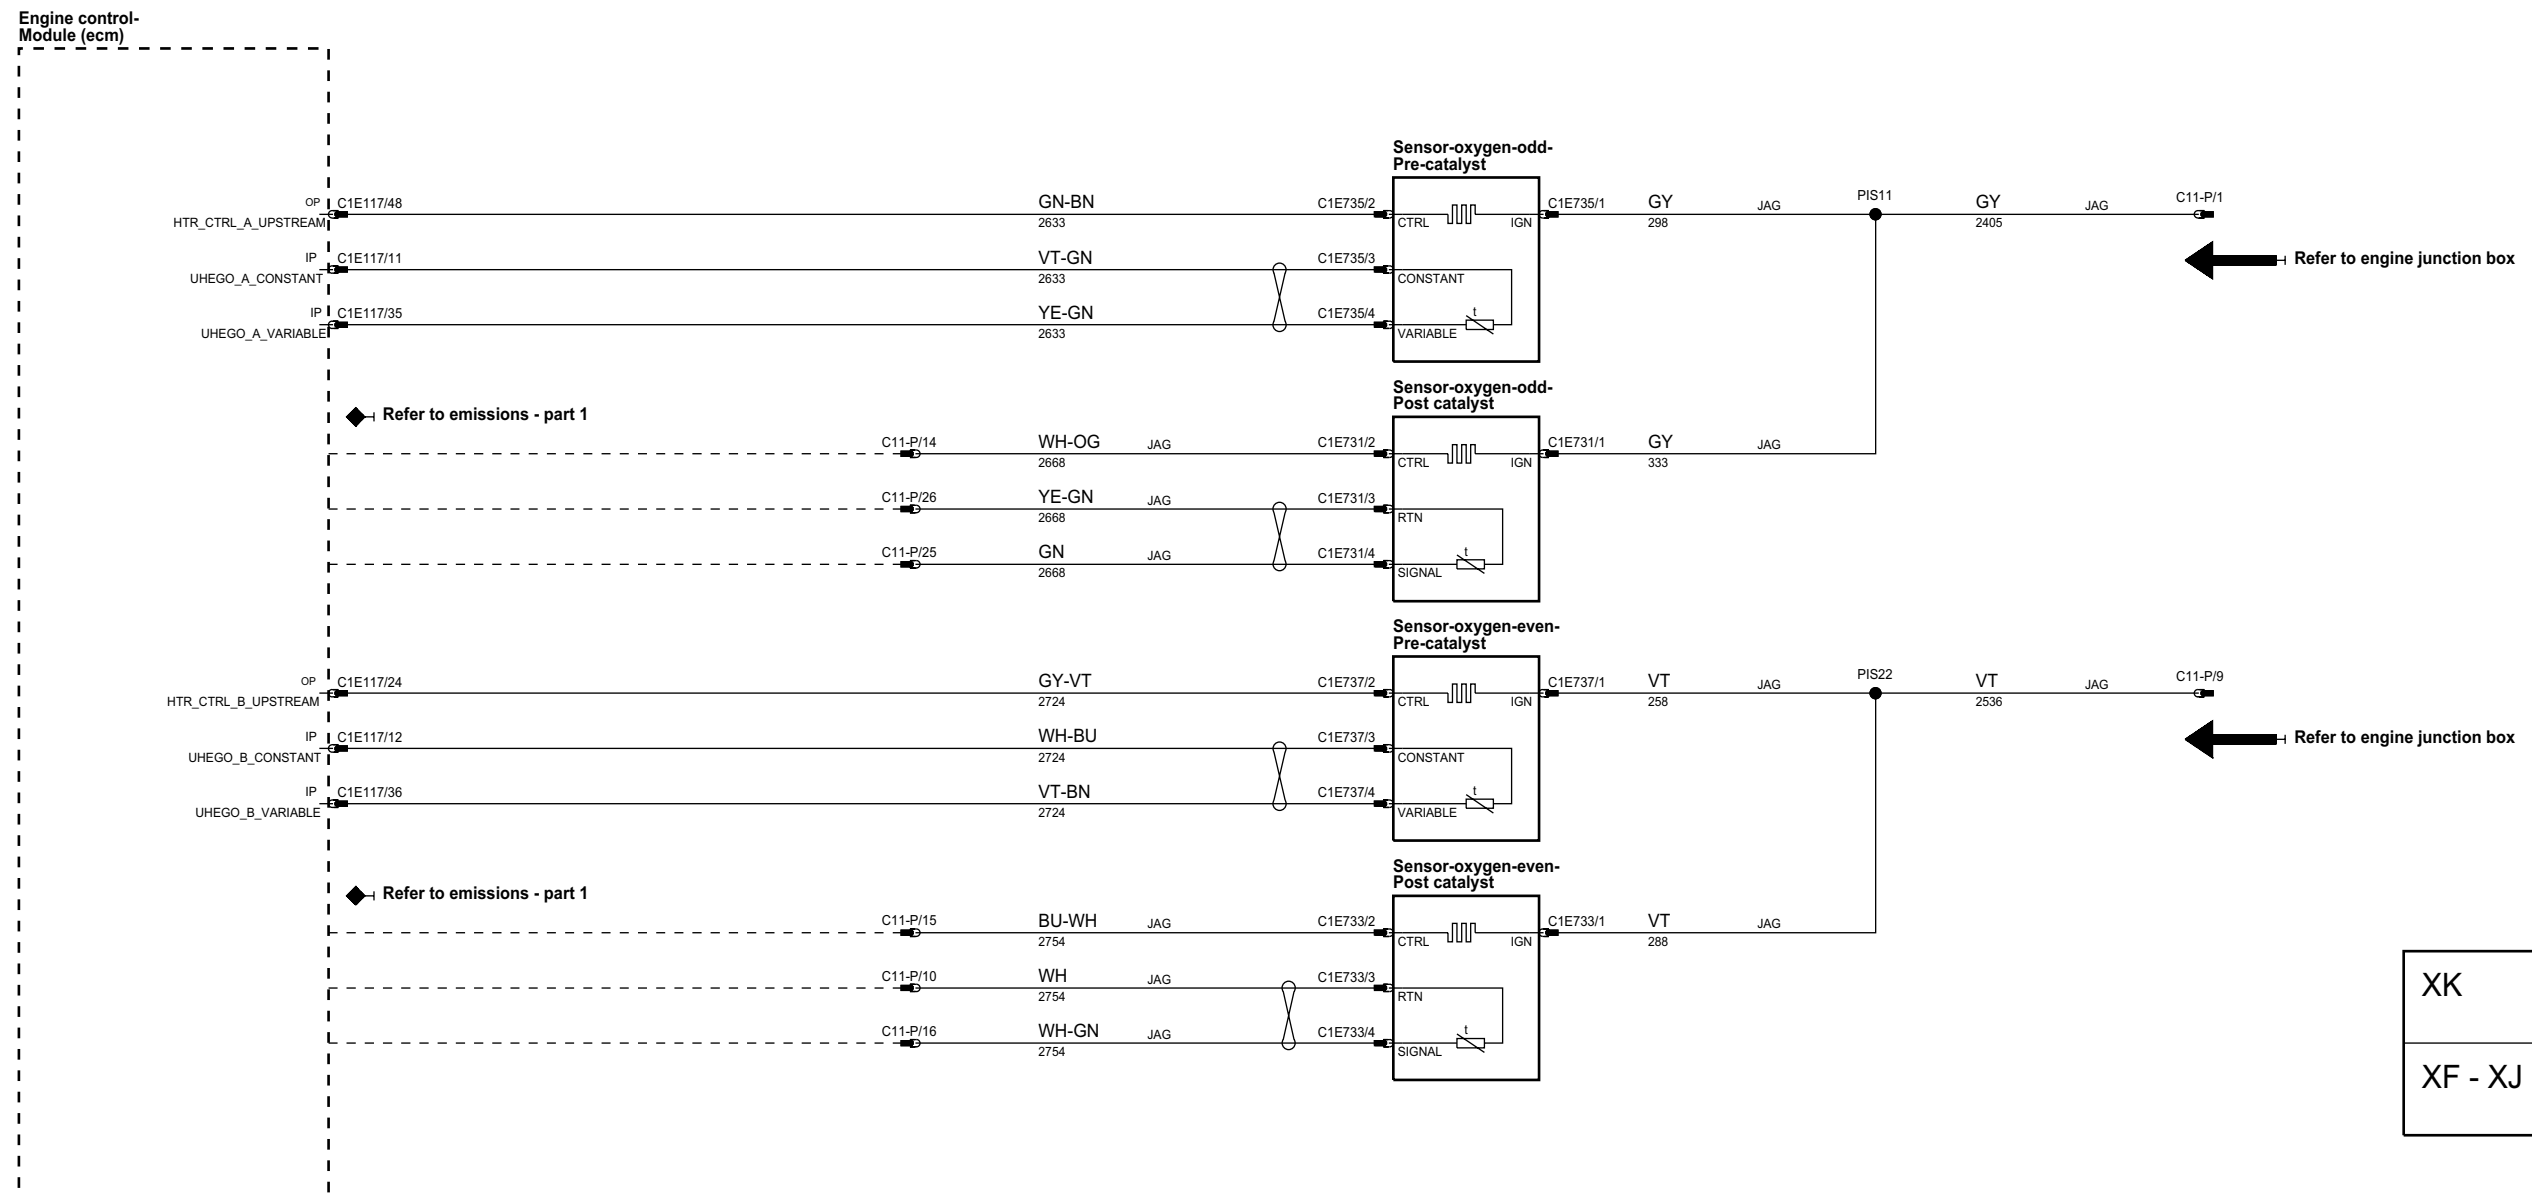 Engine control-
Module (ecm)
Sensor-oxygen-odd-
Pre-catalyst
OP C1E117/48 GN-BN C1E735/2 C1E735/1 GY JAG PIS11 GY JAG C11-P/1
HTR_CTRL_A_UPSTREAM 2633 CTRL IGN 298 2405
IP C1E117/11 VT-GN C1E735/3 Refer to engine junction box
UHEGO_A_CONSTANT 2633 CONSTANT
IP C1E117/35 YE-GN C1E735/4 t
UHEGO_A_VARIABLE 2633 VARIABLE
Sensor-oxygen-odd-
Post catalyst
Refer to emissions - part 1
C11-P/14 WH-OG JAG C1E731/2 C1E731/1 GY JAG
2668 CTRL IGN 333
C11-P/26 YE-GN JAG C1E731/3
2668 RTN
C11-P/25 GN JAG C1E731/4 t
2668 SIGNAL
Sensor-oxygen-even-
Pre-catalyst
OP C1E117/24 GY-VT C1E737/2 C1E737/1 VT JAG PIS22 VT JAG C11-P/9
HTR_CTRL_B_UPSTREAM 2724 CTRL IGN 258 2536
IP C1E117/12 WH-BU C1E737/3 Refer to engine junction box
UHEGO_B_CONSTANT 2724 CONSTANT
IP C1E117/36 VT-BN C1E737/4 t
UHEGO_B_VARIABLE 2724 VARIABLE
Sensor-oxygen-even-
Post catalyst
Refer to emissions - part 1
C11-P/15 BU-WH JAG C1E733/2 C1E733/1 VT JAG
2754 CTRL IGN 288
C11-P/10 WH JAG C1E733/3
2754 RTN
C11-P/16 WH-GN JAG C1E733/4 t
2754 SIGNAL
XK
XF - XJ